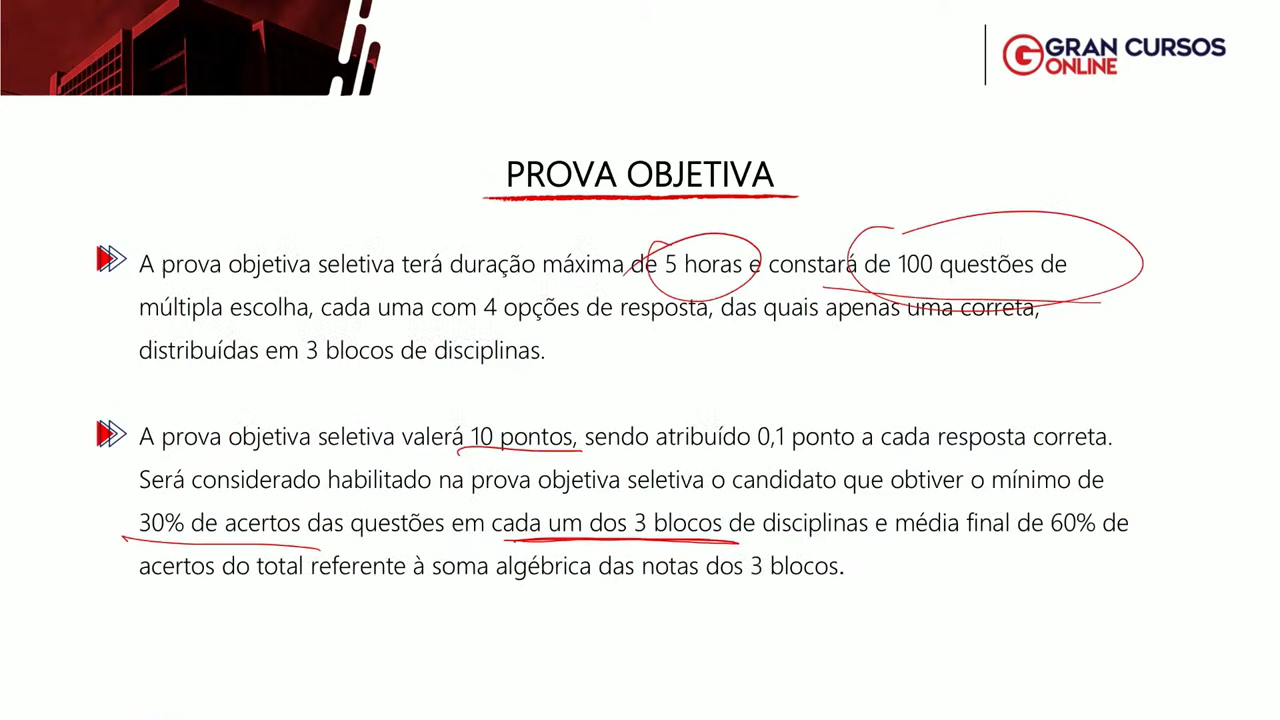 GRAN CURSOS
ONLINE
PROVA OBJETIVA
A prova objetiva seletiva terá duração máxima de 5 horas e constará de 100 questões de
múltipla escolha, cada uma com 4 opções de resposta, das quais apenas uma correta,
distribuídas em 3 blocos de disciplinas.
A prova objetiva seletiva valerá 10 pontos, sendo atribuído 0,1 ponto a cada resposta correta.
Será considerado habilitado na prova objetiva seletiva o candidato que obtiver o mínimo de
30% de acertos das questões em cada um dos 3 blocos de disciplinas e média final de 60% de
acertos do total referente à soma algébrica das notas dos 3 blocos.